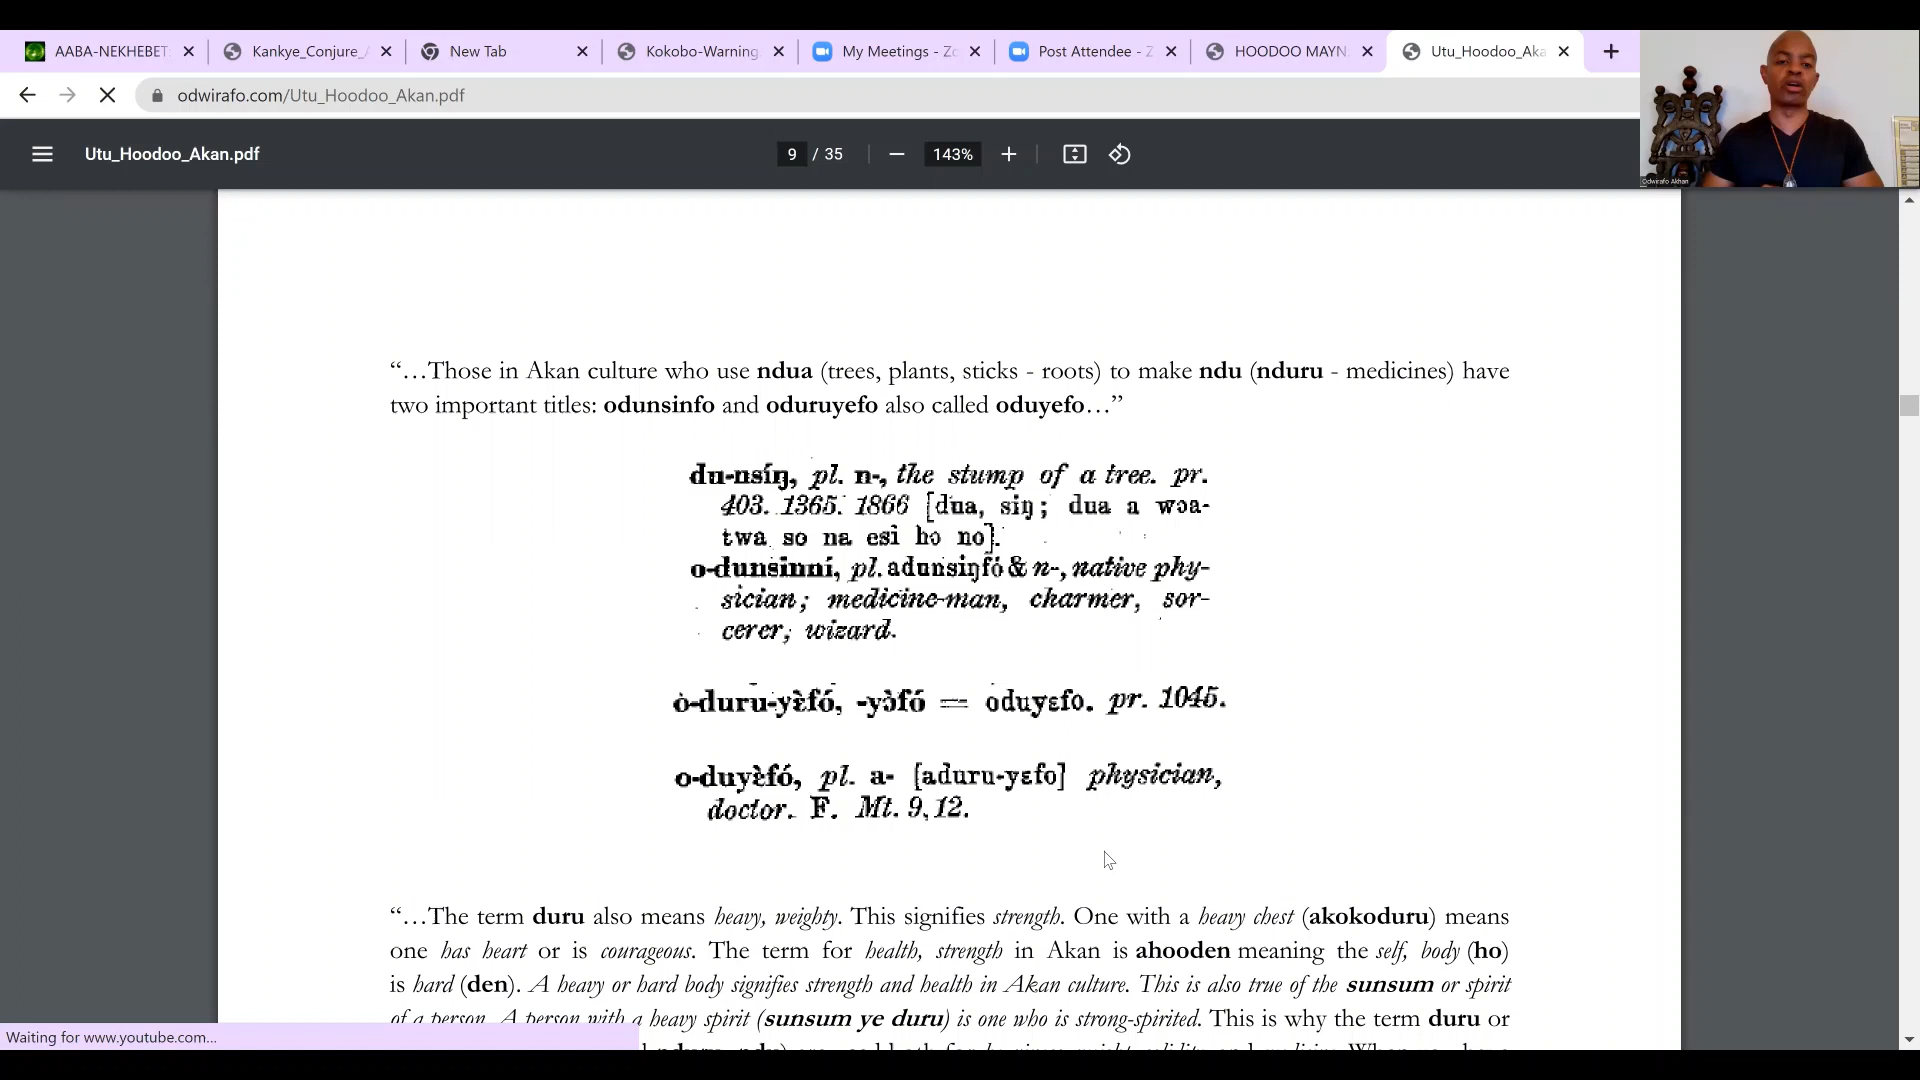 AABA-NEKHEBET:
Kankye_Conjure_A
New Tab
Kokobo-Warning
My Meetings - Zo
Post Attendee - Z
HOODOO MAYN
Utu_Hoodoo_Aka
odwirafo.com/Utu_Hoodoo_Akan.pdf
Utu_Hoodoo_Akan.pdf
9 / 35
143%
Odwirafo Akhan
“…Those in Akan culture who use ndua (trees, plants, sticks - roots) to make ndu (nduru - medicines) have
two important titles: odunsinfo and oduruyefo also called oduyefo…”
du-nsíŋ, pl. n-, the stump of a tree. pr.
403. 1365. 1866 [dua, siŋ; dua a wɔa-
twa so na esi hɔ no].
o-dunsinní, pl. adunsiŋfó & n-, native phy-
sician; medicine-man, charmer, sor-
cerer, wizard.
ò-durũ-yɛ̀fó, -yɔ̀fó = oduyɛfo. pr. 1045.
o-duyɛ̀fó, pl. a- [aduru-yɛfo] physician,
doctor. F. Mt. 9,12.
“…The term duru also means heavy, weighty. This signifies strength. One with a heavy chest (akokoduru) means
one has heart or is courageous. The term for health, strength in Akan is ahooden meaning the self, body (ho)
is hard (den). A heavy or hard body signifies strength and health in Akan culture. This is also true of the sunsum or spirit
of a person. A person with a heavy spirit (sunsum ye duru) is one who is strong-spirited. This is why the term duru or
Waiting for www.youtube.com...